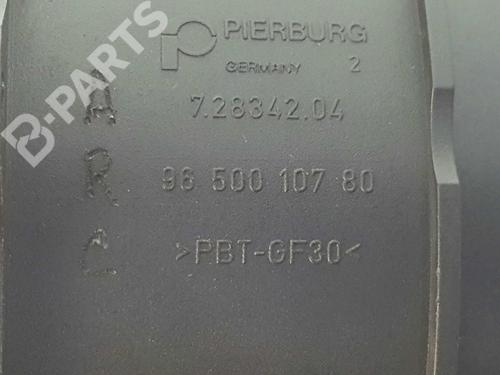 PIERBURG
GERMANY 2
7.28342.04
96 500 107 80
>PBT-GF30<
A
R
C
B-PARTS